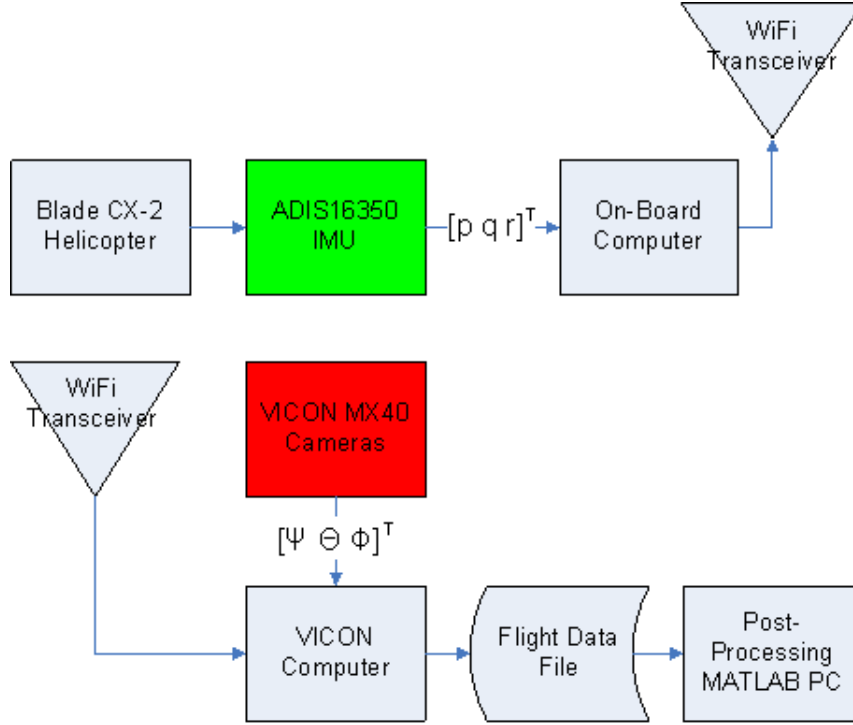 WiFi
Transceiver
Blade CX-2
Helicopter
ADIS16350
IMU
[p q r]ᵀ
On-Board
Computer
WiFi
Transceiver
VICON MX40
Cameras
[Ψ Θ Φ]ᵀ
VICON
Computer
Flight Data
File
Post-
Processing
MATLAB PC